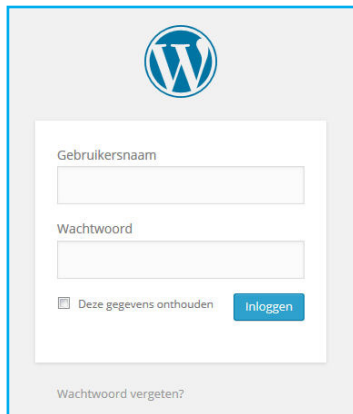 Gebruikersnaam
Wachtwoord
Deze gegevens onthouden
Inloggen
Wachtwoord vergeten?